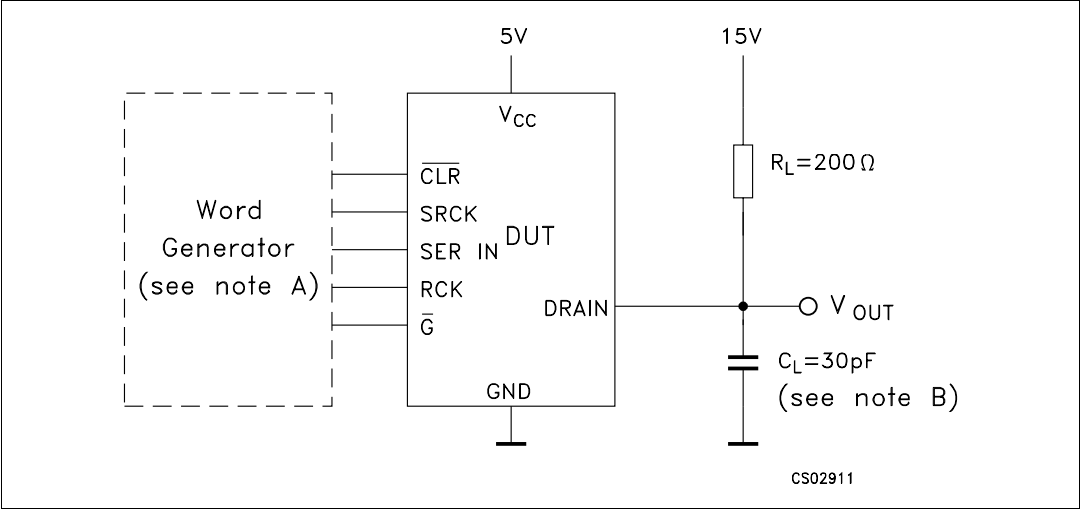 5V
15V
VCC
CLR
SRCK
SER IN
RCK
G
DUT
DRAIN
GND
Word
Generator
(see note A)
RL=200Ω
VOUT
CL=30pF
(see note B)
CS02911